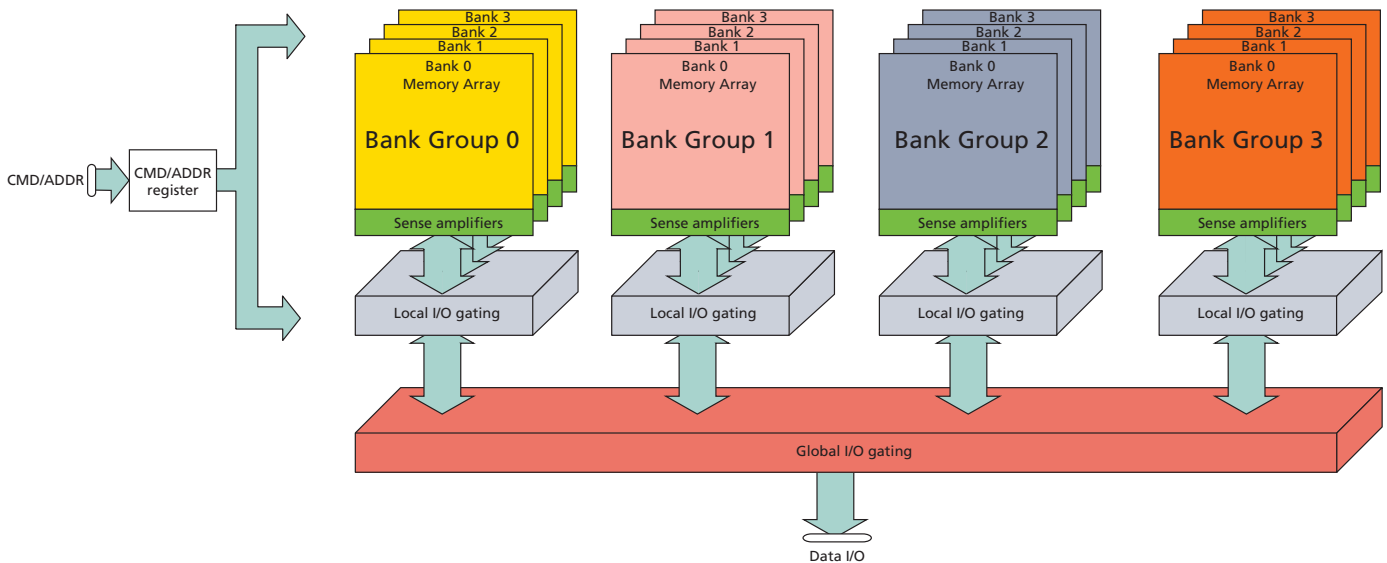 Bank 3
Bank 2
Bank 1
Bank 0
Memory Array
Bank Group 0
Sense amplifiers
Bank 3
Bank 2
Bank 1
Bank 0
Memory Array
Bank Group 1
Sense amplifiers
Bank 3
Bank 2
Bank 1
Bank 0
Memory Array
Bank Group 2
Sense amplifiers
Bank 3
Bank 2
Bank 1
Bank 0
Memory Array
Bank Group 3
Sense amplifiers
CMD/ADDR
CMD/ADDR
register
Local I/O gating
Local I/O gating
Local I/O gating
Local I/O gating
Global I/O gating
Data I/O